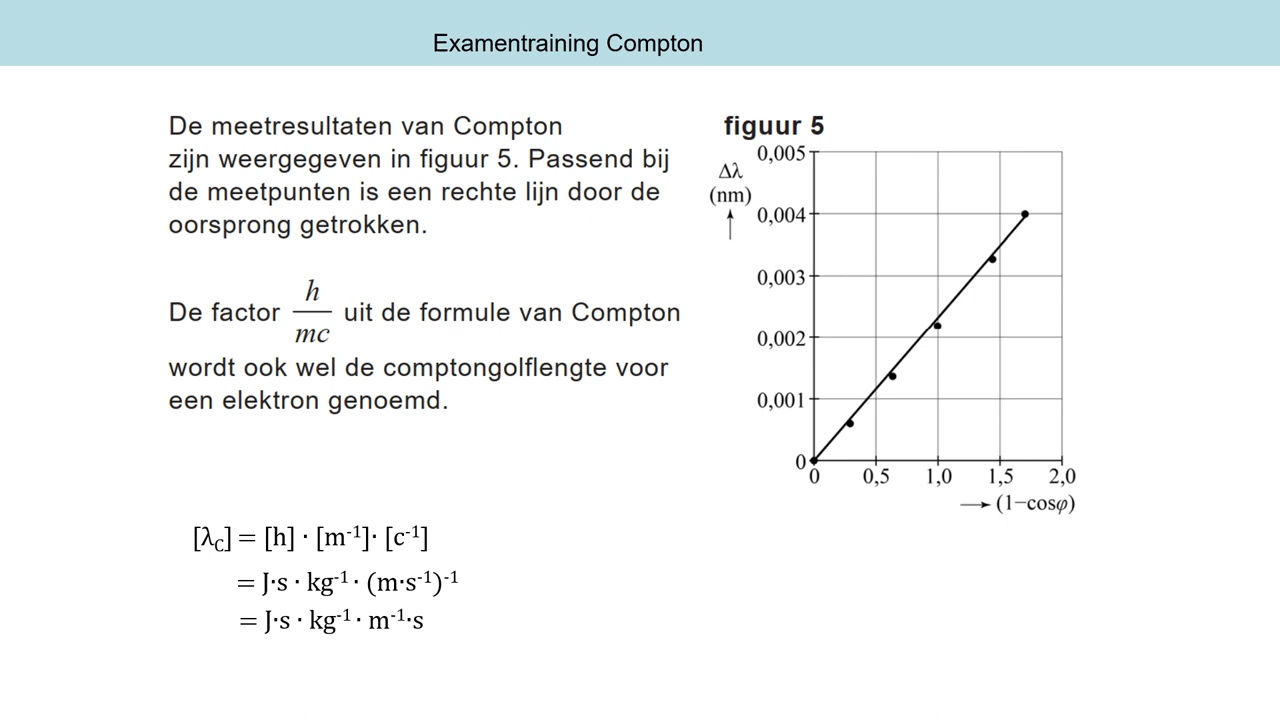 Examentraining Compton
De meetresultaten van Compton
zijn weergegeven in figuur 5. Passend bij
de meetpunten is een rechte lijn door de
oorsprong getrokken.
De factor h/mc uit de formule van Compton
wordt ook wel de comptongolflengte voor
een elektron genoemd.
figuur 5
Δλ
(nm)
0,005
0,004
0,003
0,002
0,001
0
0 0,5 1,0 1,5 2,0
(1−cosφ)
[λC] = [h] · [m⁻¹]· [c⁻¹]
= J·s · kg⁻¹ · (m·s⁻¹)⁻¹
= J·s · kg⁻¹ · m⁻¹·s